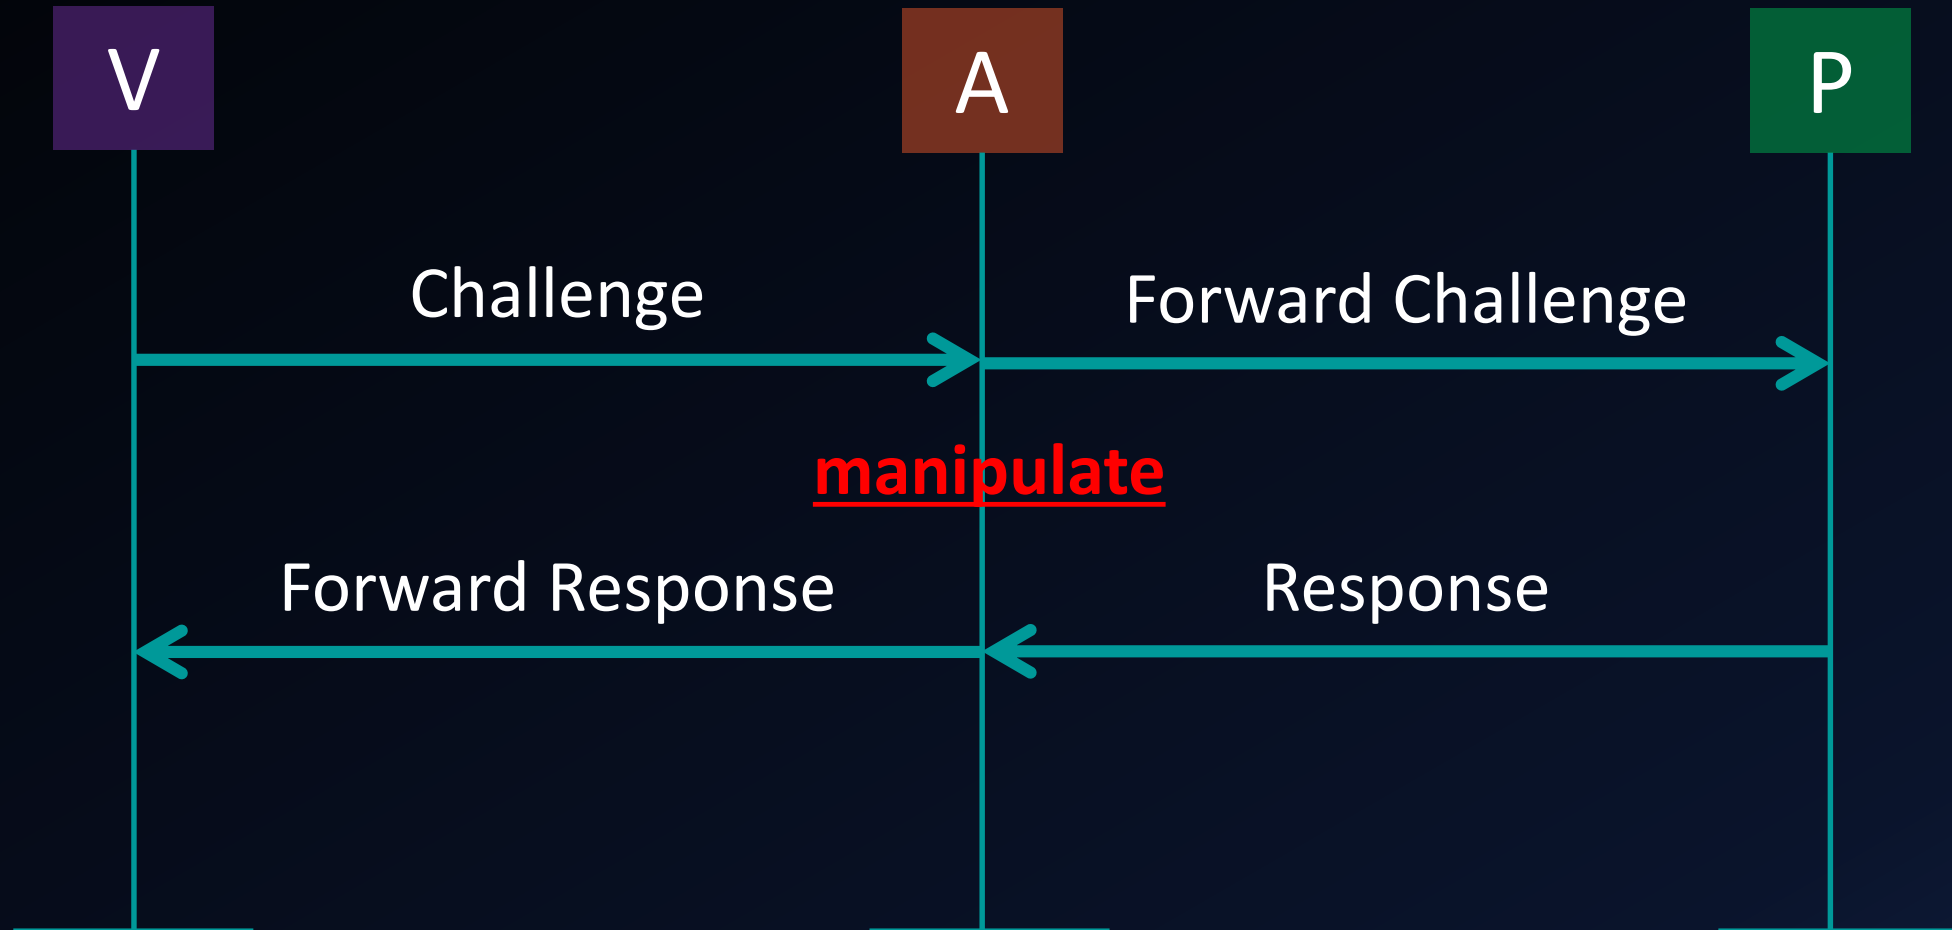 V
A
P
Challenge
Forward Challenge
manipulate
Forward Response
Response